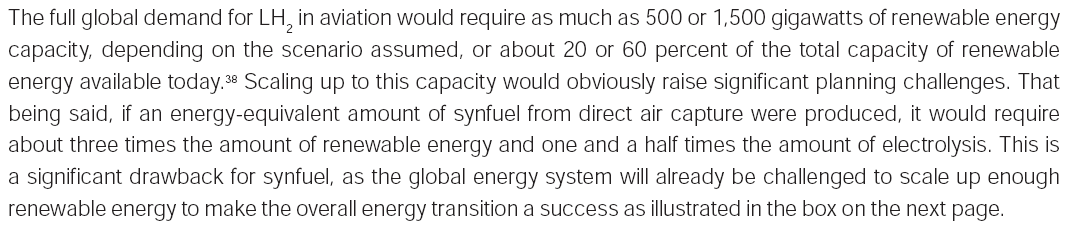 The full global demand for LH₂ in aviation would require as much as 500 or 1,500 gigawatts of renewable energy
capacity, depending on the scenario assumed, or about 20 or 60 percent of the total capacity of renewable
energy available today.³⁸ Scaling up to this capacity would obviously raise significant planning challenges. That
being said, if an energy-equivalent amount of synfuel from direct air capture were produced, it would require
about three times the amount of renewable energy and one and a half times the amount of electrolysis. This is
a significant drawback for synfuel, as the global energy system will already be challenged to scale up enough
renewable energy to make the overall energy transition a success as illustrated in the box on the next page.